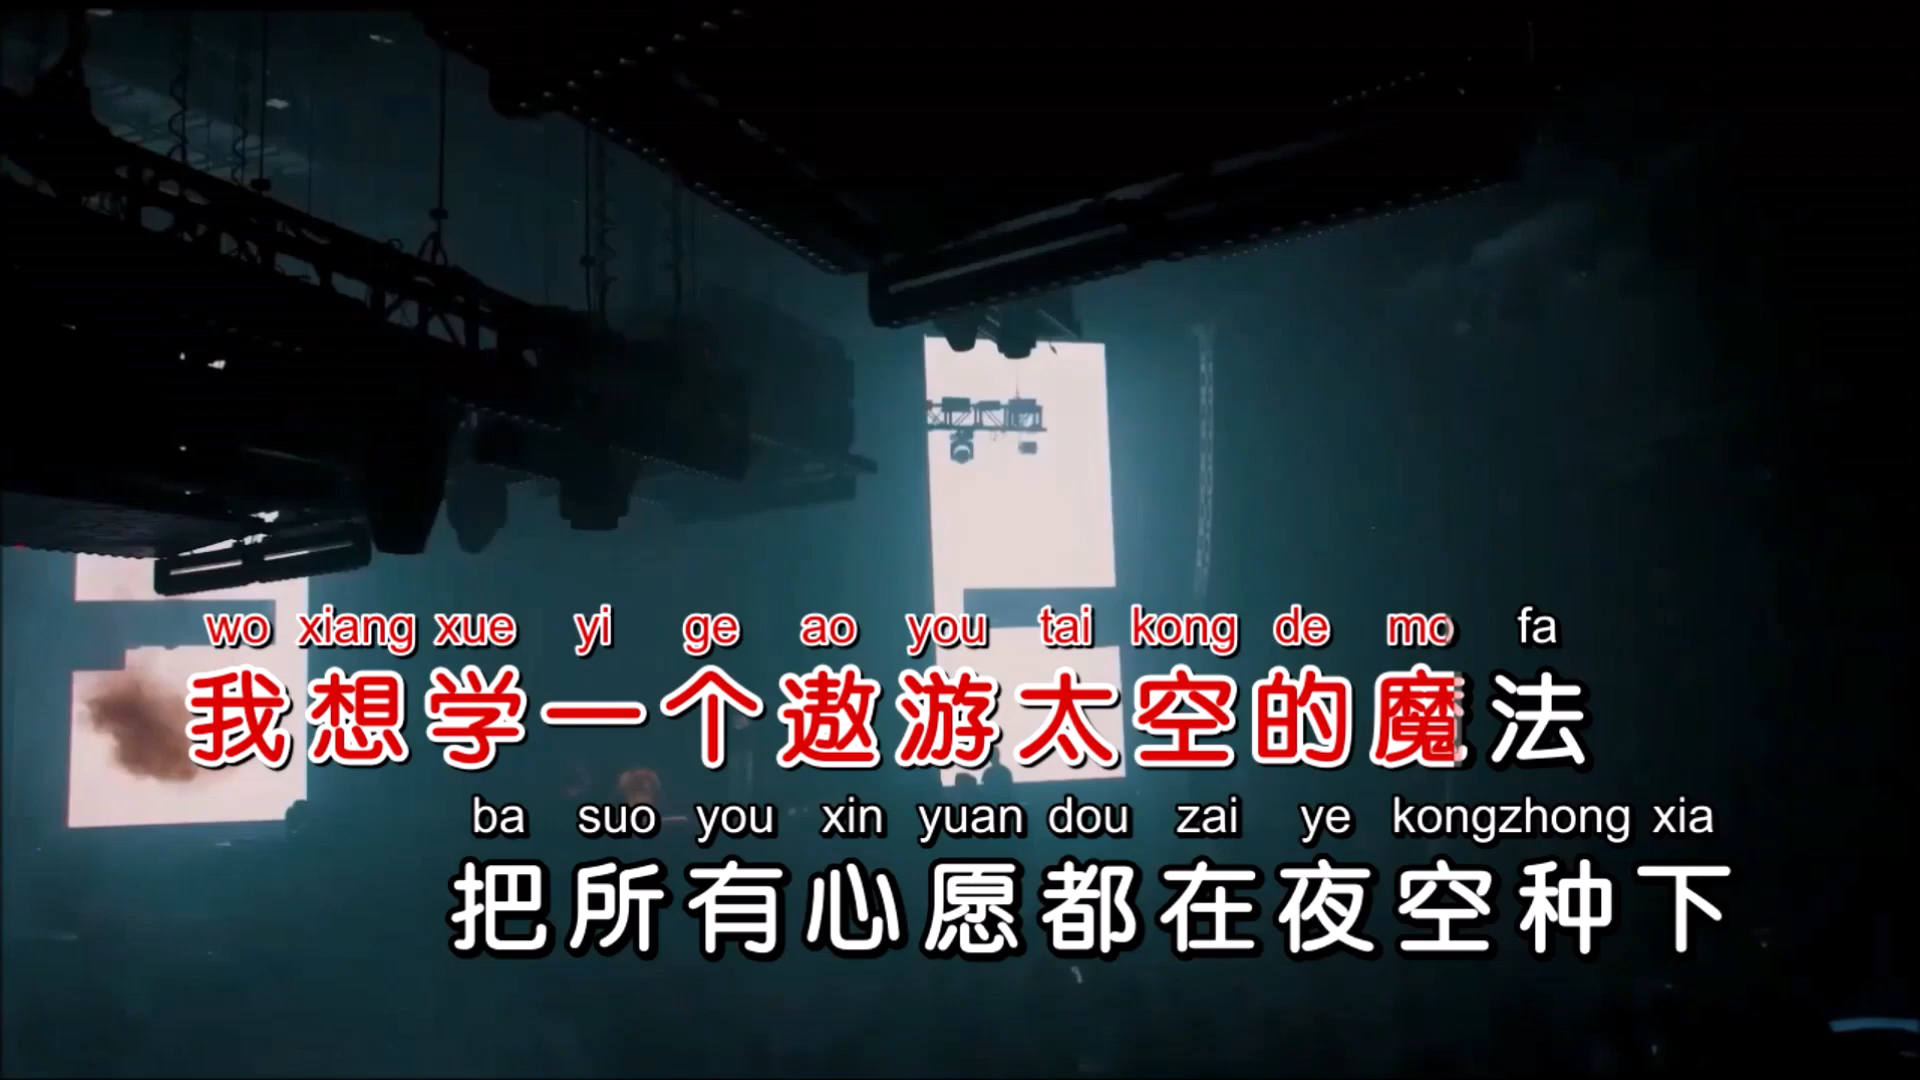 wo xiang xue yi ge ao you tai kong de mo fa
我想学一个遨游太空的魔法
ba suo you xin yuan dou zai ye kongzhong xia
把所有心愿都在夜空种下